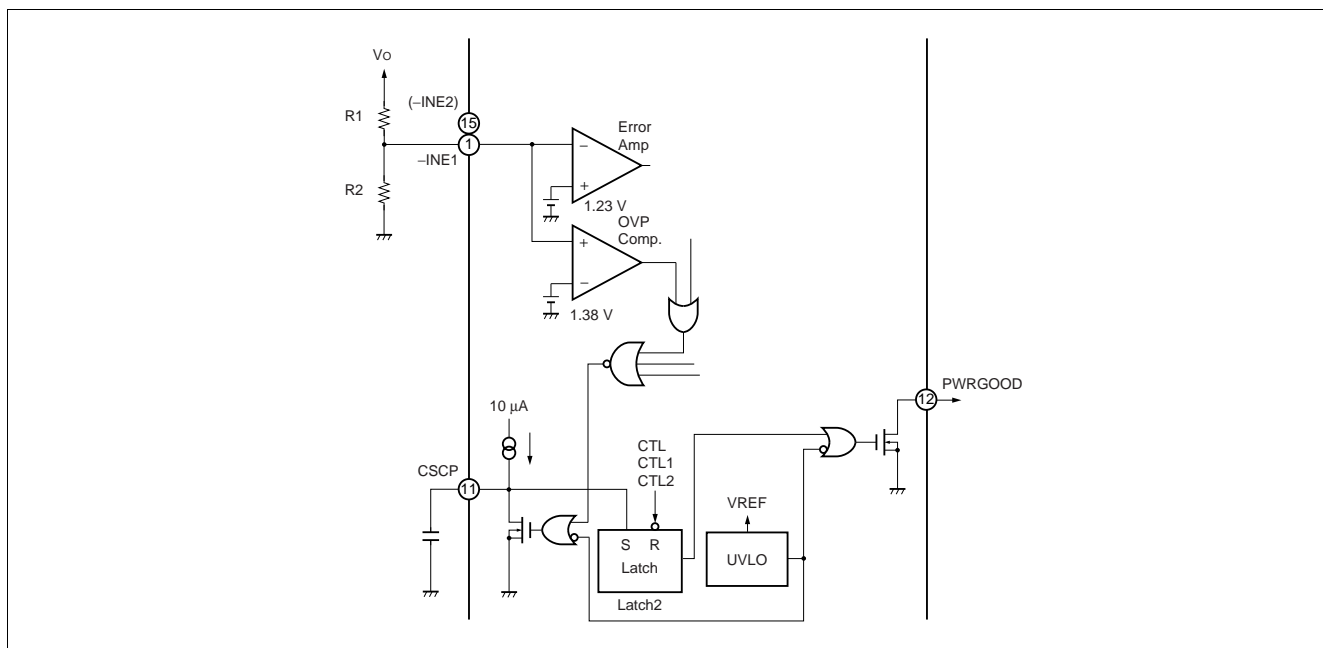 Vo
R1
(–INE2)
15
1
–INE1
R2
Error
Amp
−
+
1.23 V
OVP
Comp.
+
−
1.38 V
PWRGOOD
12
10 μA
CSCP
11
CTL
CTL1
CTL2
VREF
S R
Latch
UVLO
Latch2